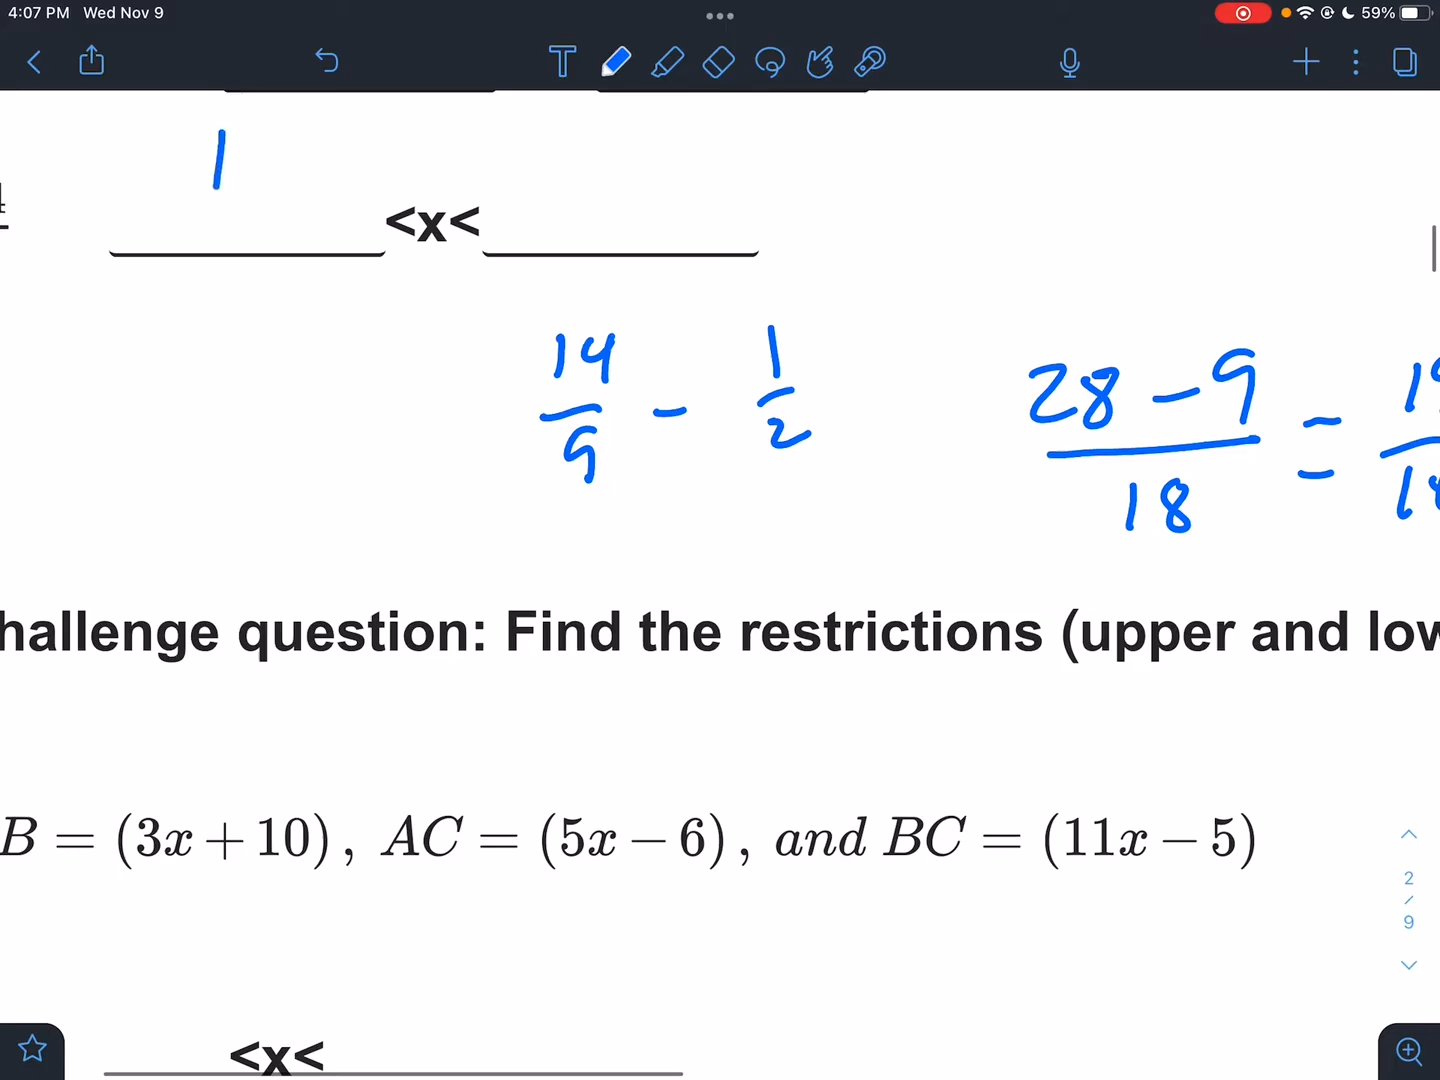 4:07 PM Wed Nov 9 59%
T
1
<x<
14/9 - 1/2
(28 - 9)/18 =
hallenge question: Find the restrictions (upper and low
B = (3x + 10), AC = (5x − 6), and BC = (11x − 5)
2
/
9
<x<